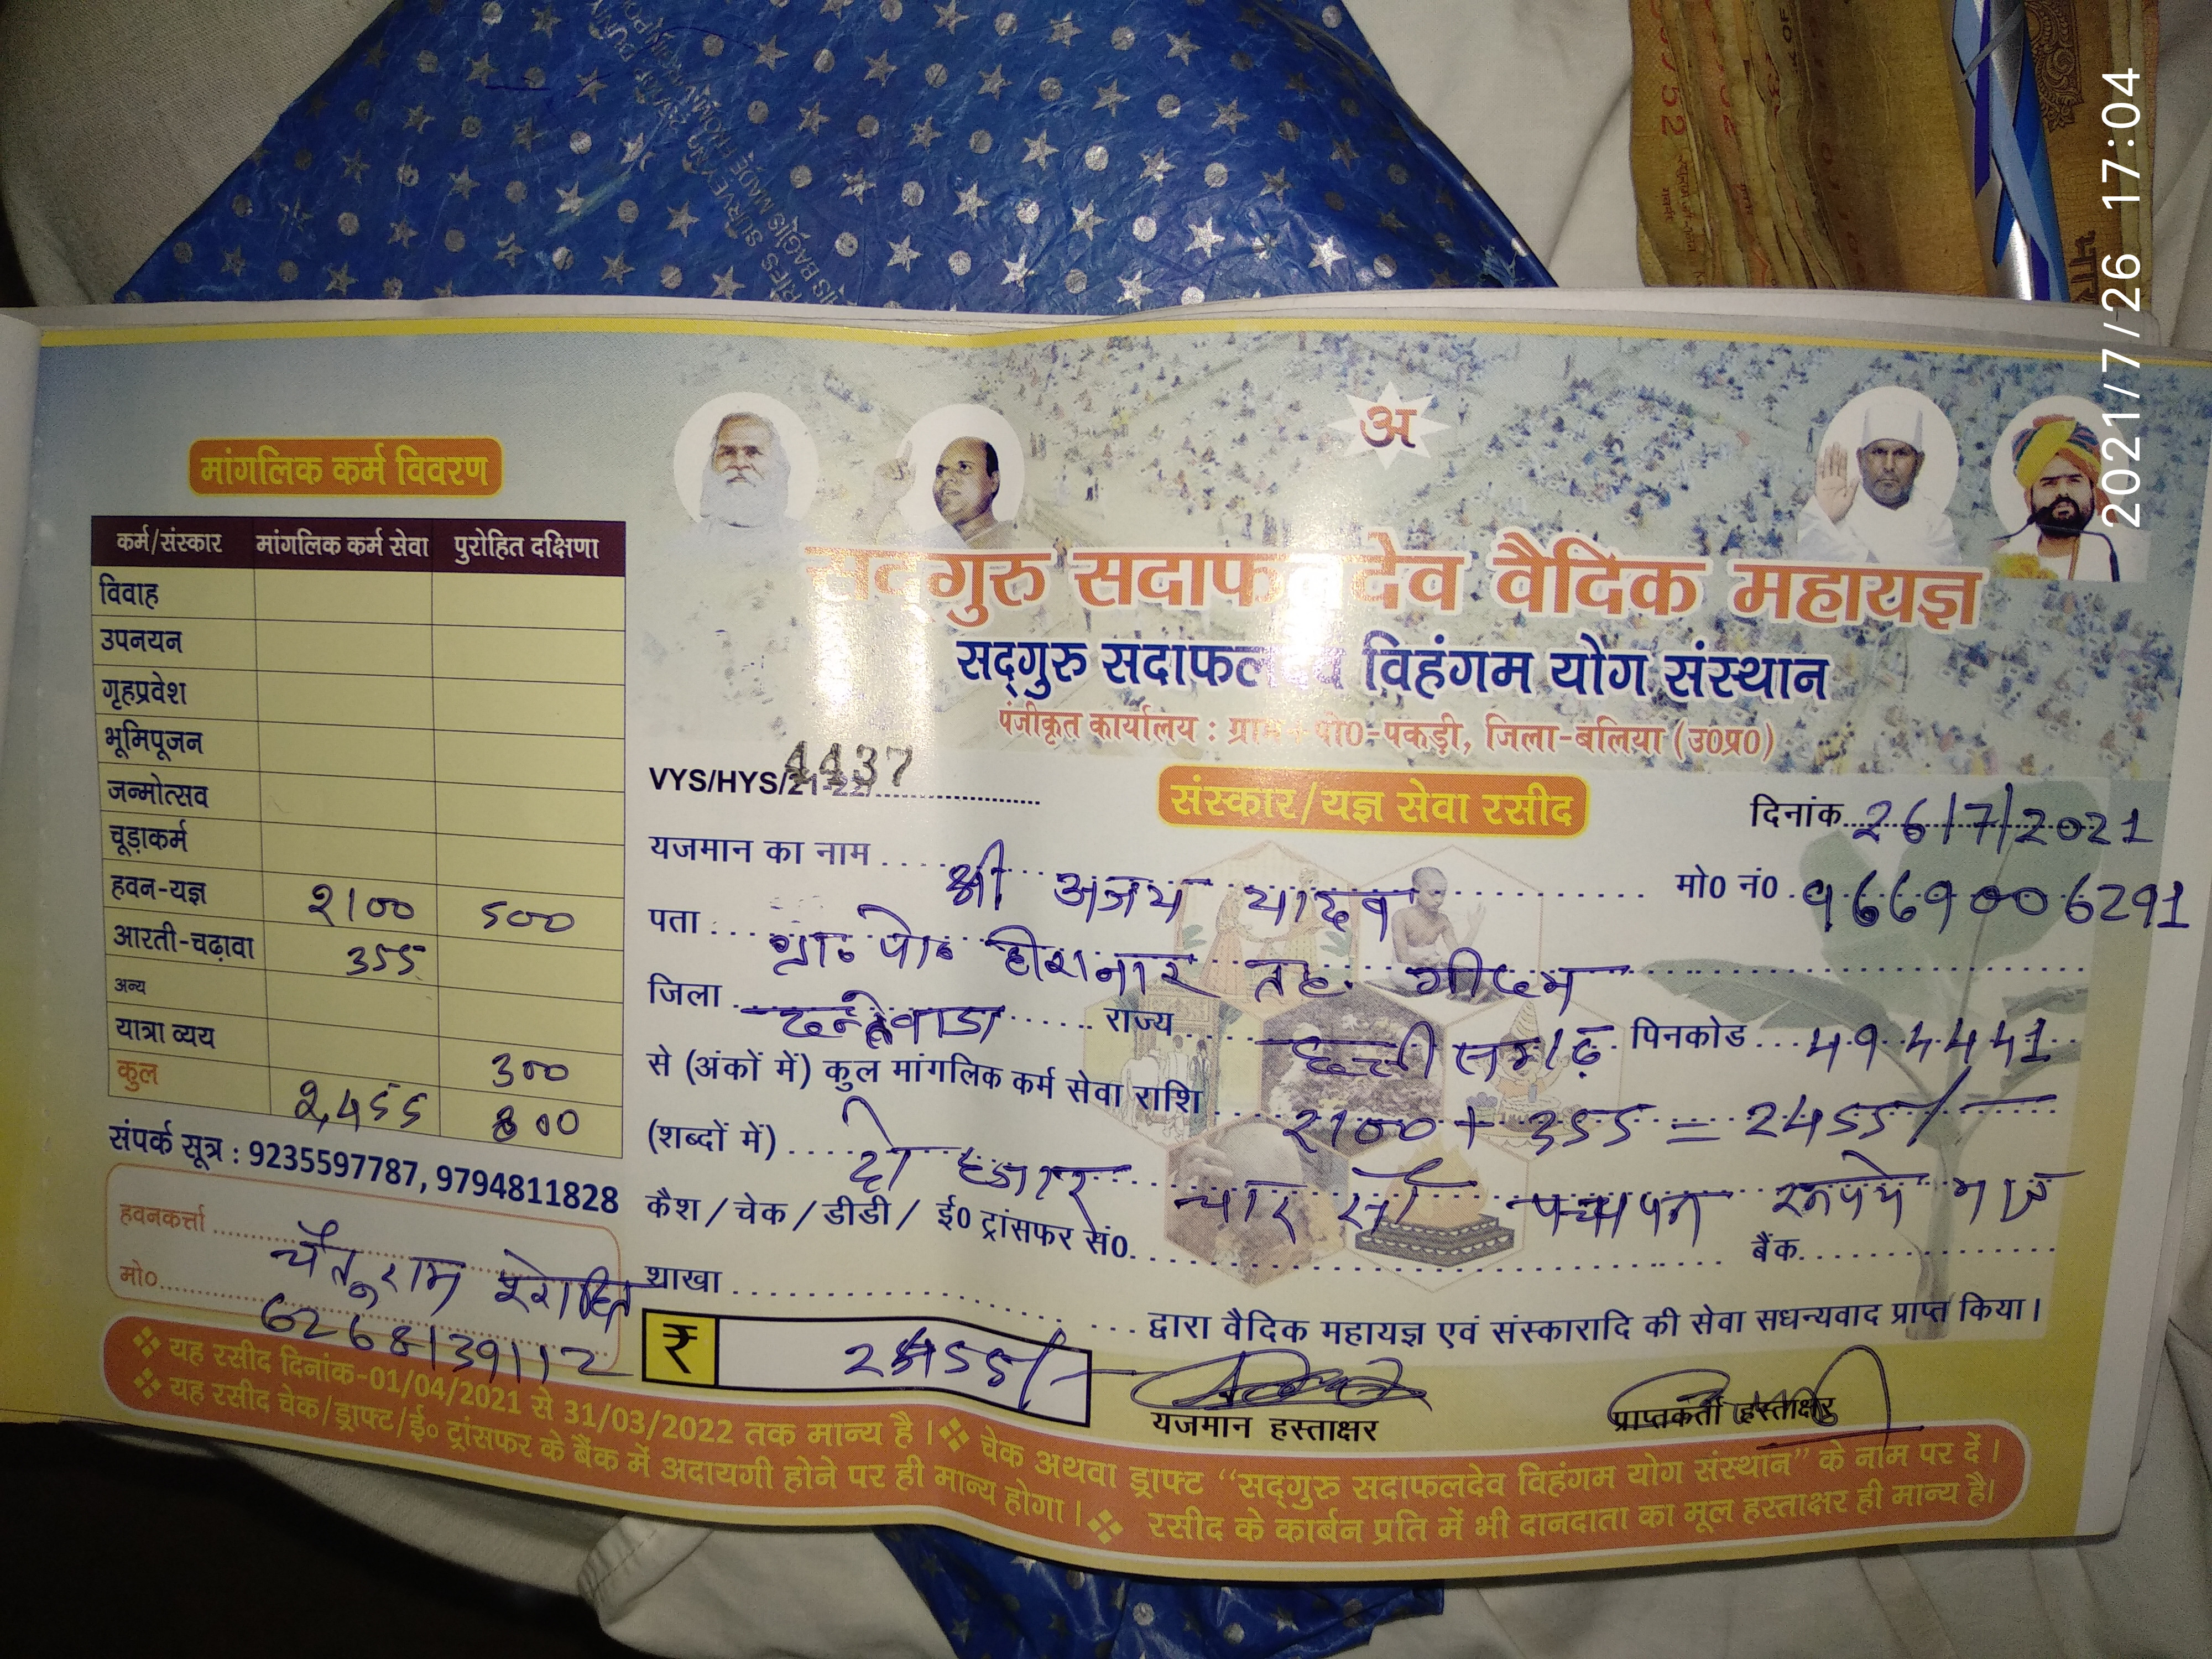 2021/7/26 17:04
अ
सद्गुरु सदाफलदेव वैदिक महायज्ञ
सद्गुरु सदाफलदेव विहंगम योग संस्थान
पंजीकृत कार्यालय : ग्राम+पो0-पकड़ी, जिला-बलिया (उ0प्र0)
मांगलिक कर्म विवरण
कर्म/संस्कार मांगलिक कर्म सेवा पुरोहित दक्षिणा
विवाह
उपनयन
गृहप्रवेश
भूमिपूजन
जन्मोत्सव
चूड़ाकर्म
हवन-यज्ञ 2100 500
आरती-चढ़ावा 355
अन्य
यात्रा व्यय 300
कुल 2,455 800
संपर्क सूत्र : 9235597787, 9794811828
हवनकर्त्ता चैतुराम
मो0 6268139112
VYS/HYS/21-22 4437
संस्कार/यज्ञ सेवा रसीद
दिनांक 26/7/2021
यजमान का नाम श्री अजय यादव मो0 नं0 9669006291
पता ग्रा॰ पो॰ हीरानार तह. गीदम
जिला दन्तेवाडा राज्य छत्तीसगढ़ पिनकोड 494441
से (अंकों में) कुल मांगलिक कर्म सेवा राशि 2100 + 355 = 2455/-
(शब्दों में) दो हजार चार सौ पचपन रूपये मात्र
कैश / चेक / डीडी / ई0 ट्रांसफर सं0 बैंक
शाखा
द्वारा वैदिक महायज्ञ एवं संस्कारादि की सेवा सधन्यवाद प्राप्त किया।
₹ 2455/-
यजमान हस्ताक्षर प्राप्तकर्ता हस्ताक्षर
❖ यह रसीद दिनांक-01/04/2021 से 31/03/2022 तक मान्य है। ❖ चेक अथवा ड्राफ्ट “सद्गुरु सदाफलदेव विहंगम योग संस्थान” के नाम पर दें।
❖ यह रसीद चेक/ड्राफ्ट/ई० ट्रांसफर के बैंक में अदायगी होने पर ही मान्य होगा। ❖ रसीद के कार्बन प्रति में भी दानदाता का मूल हस्ताक्षर ही मान्य है।